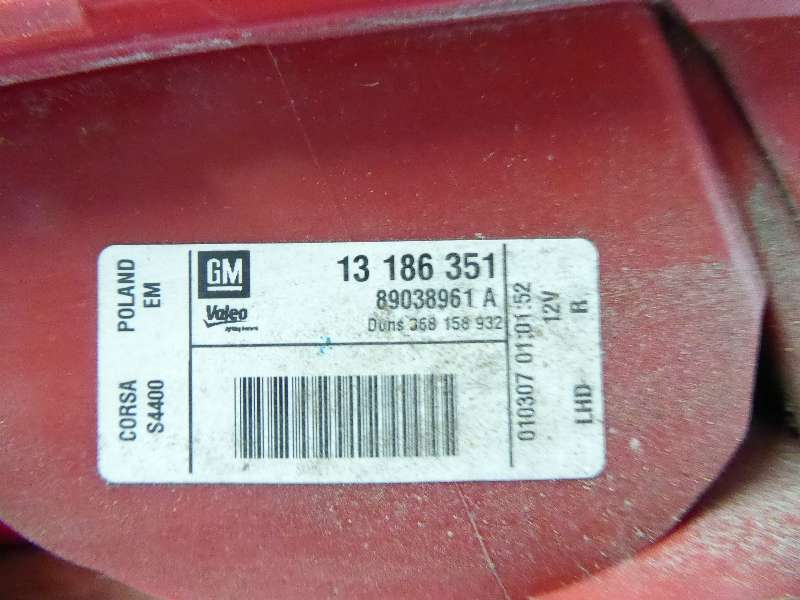 POLAND
EM
CORSA
S4400
GM
Valeo
13 186 351
89038961 A
Duns 368 158 932
010307 01:01:52
12V
R
LHD